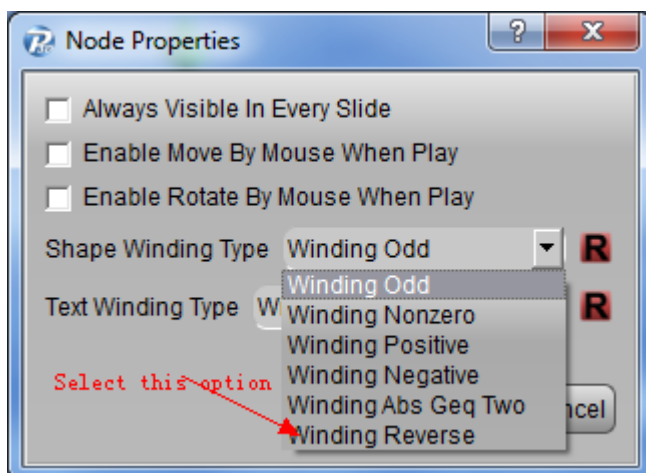 Node Properties
Always Visible In Every Slide
Enable Move By Mouse When Play
Enable Rotate By Mouse When Play
Shape Winding Type Winding Odd R
Winding Odd
Text Winding Type R
Winding Nonzero
Winding Positive
Winding Negative
Select this option
Winding Abs Geq Two
Winding Reverse